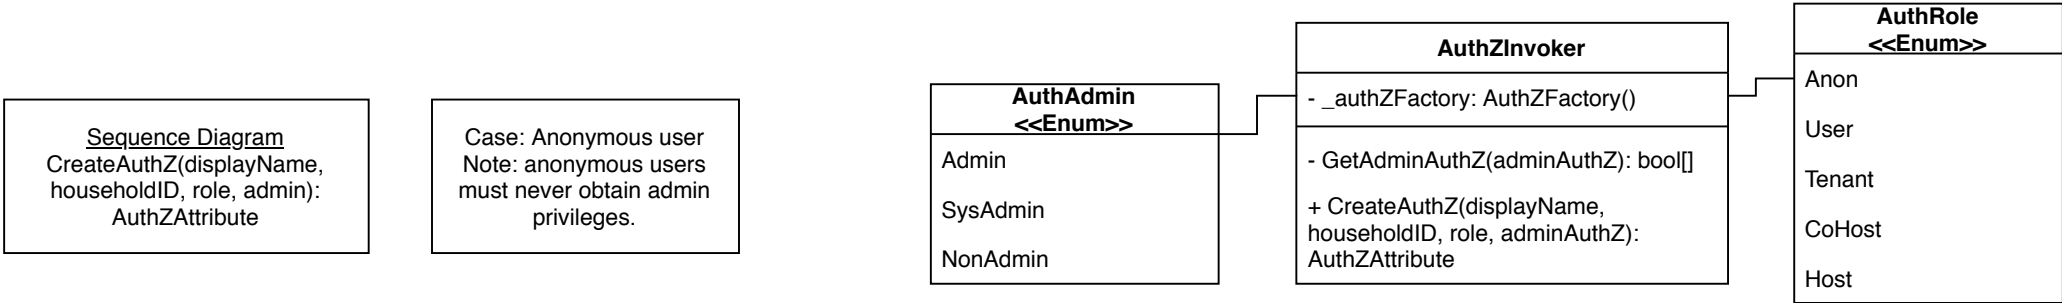 Sequence Diagram
CreateAuthZ(displayName,
householdID, role, admin):
AuthZAttribute
Case: Anonymous user
Note: anonymous users
must never obtain admin
privileges.
AuthAdmin
<<Enum>>
Admin
SysAdmin
NonAdmin
AuthZInvoker
- _authZFactory: AuthZFactory()
- GetAdminAuthZ(adminAuthZ): bool[]
+ CreateAuthZ(displayName,
householdID, role, adminAuthZ):
AuthZAttribute
AuthRole
<<Enum>>
Anon
User
Tenant
CoHost
Host